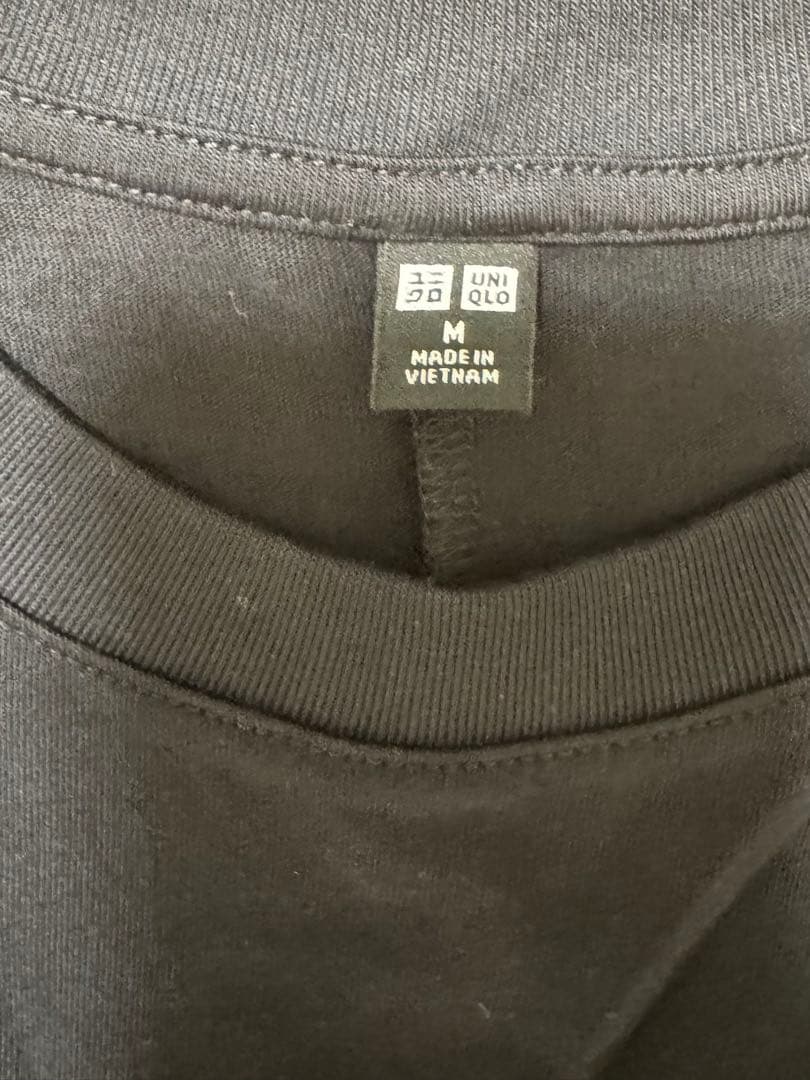 ユニ UNI
クロ QLO
M
MADE IN
VIETNAM